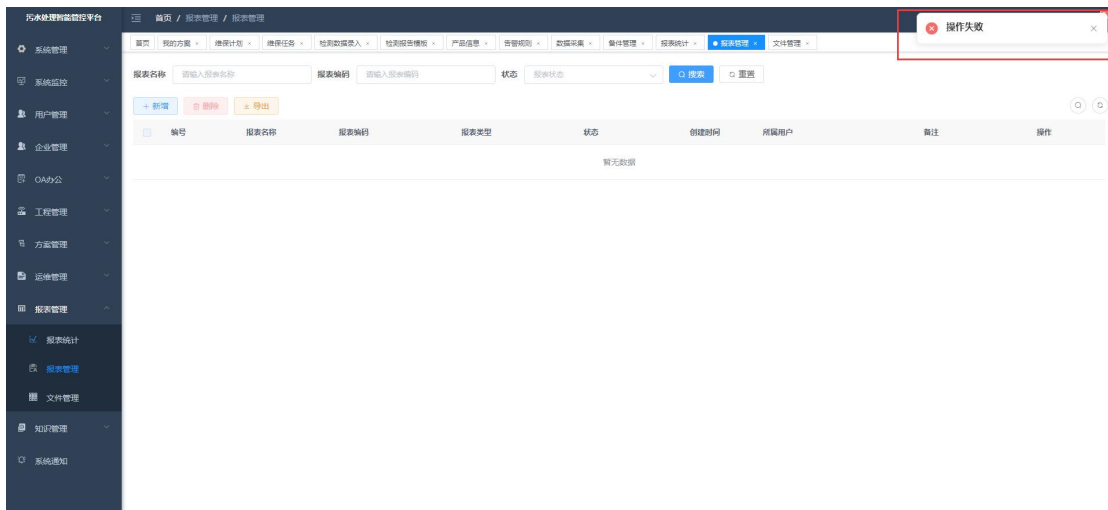 污水处理智能管控平台
首页 / 报表管理 / 报表管理
操作失败
首页 我的方案 × 维保计划 × 维保任务 × 检测数据录入 × 检测报告模板 × 产品信息 × 告警规则 × 数据采集 × 备件管理 × 报表统计 × 报表管理 × 文件管理 ×
系统管理
系统监控
用户管理
企业管理
OA办公
工程管理
方案管理
运维管理
报表管理
报表统计
报表管理
文件管理
知识管理
系统通知
报表名称 请输入报表名称 报表编码 请输入报表编码 状态 报表状态 搜索 重置
+ 新增 删除 导出
编号 报表名称 报表编码 报表类型 状态 创建时间 所属用户 备注 操作
暂无数据